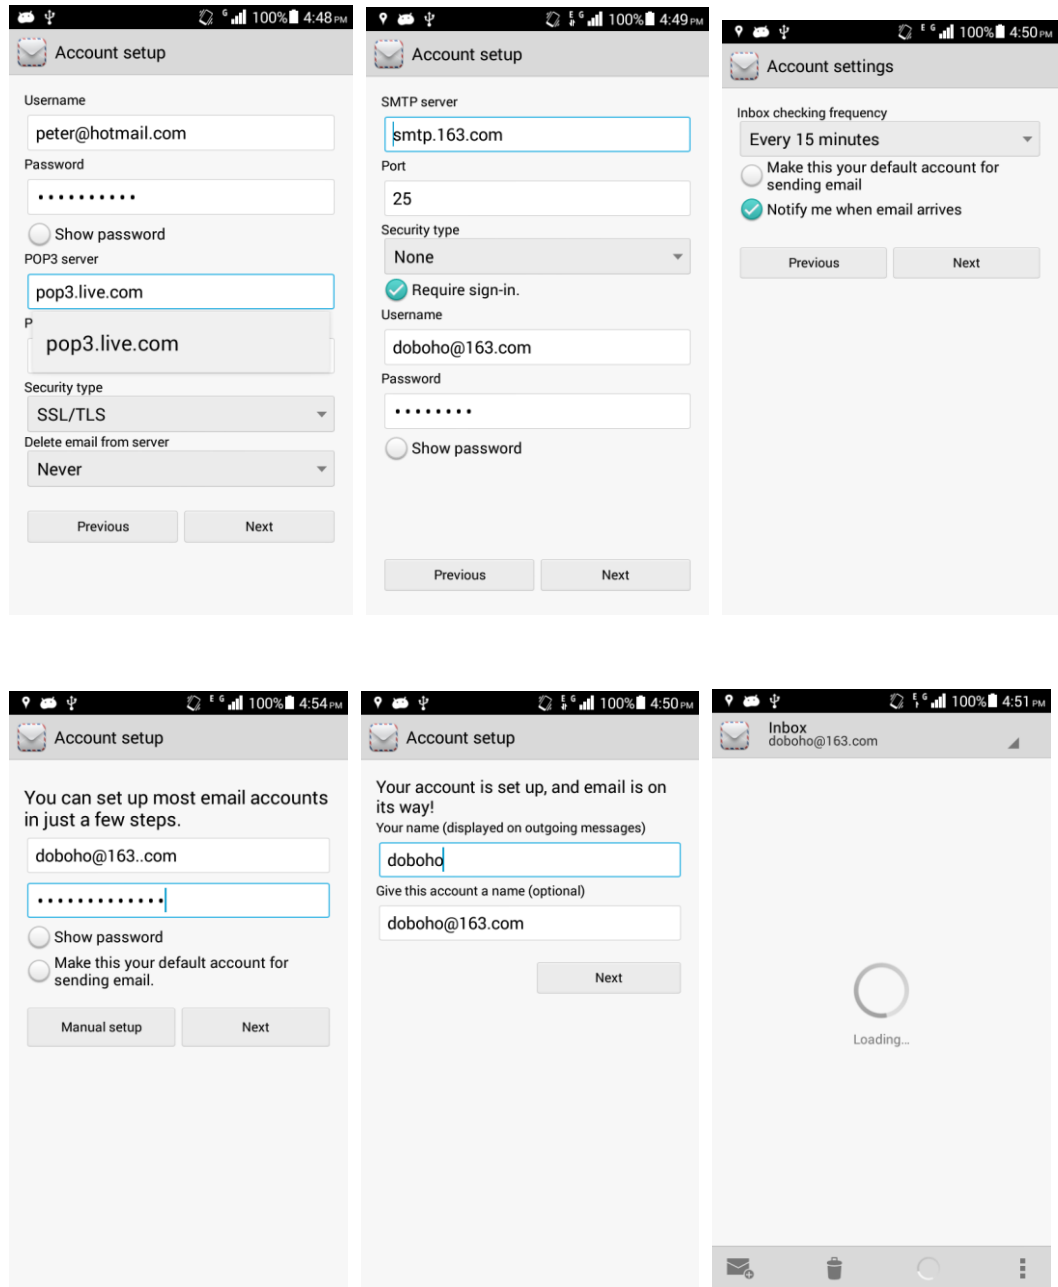 G 100% 4:48 PM
Account setup
Username
peter@hotmail.com
Password
••••••••••
Show password
POP3 server
pop3.live.com
P
pop3.live.com
Security type
SSL/TLS
Delete email from server
Never
Previous Next
E G 100% 4:49 PM
Account setup
SMTP server
smtp.163.com
Port
25
Security type
None
Require sign-in.
Username
doboho@163.com
Password
••••••••
Show password
Previous Next
E G 100% 4:50 PM
Account settings
Inbox checking frequency
Every 15 minutes
Make this your default account for
sending email
Notify me when email arrives
Previous Next
E G 100% 4:54 PM
Account setup
You can set up most email accounts
in just a few steps.
doboho@163..com
•••••••••••••
Show password
Make this your default account for
sending email.
Manual setup Next
E G 100% 4:50 PM
Account setup
Your account is set up, and email is on
its way!
Your name (displayed on outgoing messages)
doboho
Give this account a name (optional)
doboho@163.com
Next
E G 100% 4:51 PM
Inbox
doboho@163.com
Loading...